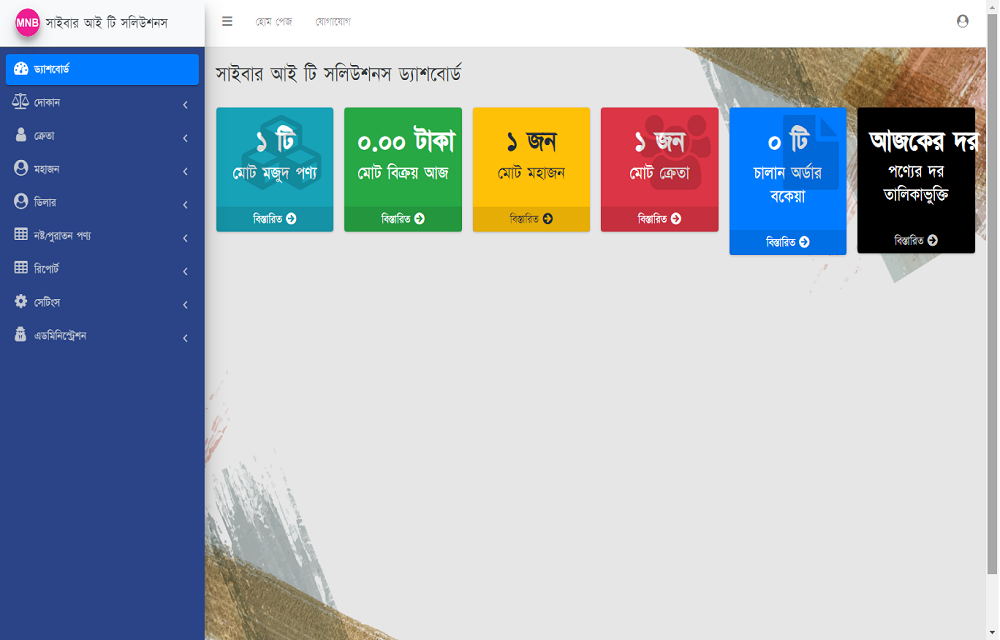 MNB সাইবার আই টি সলিউশনস
হোম পেজ যোগাযোগ
ড্যাশবোর্ড
দোকান
ক্রেতা
মহাজন
ডিলার
নষ্ট/পুরাতন পণ্য
রিপোর্ট
সেটিংস
এডমিনিস্ট্রেশন
সাইবার আই টি সলিউশনস ড্যাশবোর্ড
১ টি
মোট মজুদ পণ্য
বিস্তারিত
০.০০ টাকা
মোট বিক্রয় আজ
বিস্তারিত
১ জন
মোট মহাজন
বিস্তারিত
১ জন
মোট ক্রেতা
বিস্তারিত
০ টি
চালান অর্ডার
বকেয়া
বিস্তারিত
আজকের দর
পণ্যের দর
তালিকাভুক্তি
বিস্তারিত